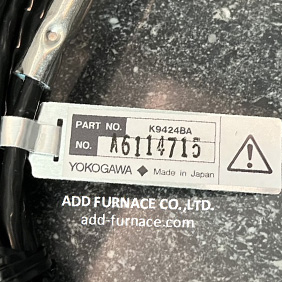 PART NO. K9424BA
NO. A6114715
YOKOGAWA ◆ Made in Japan
ADD FURNACE CO.,LTD.
add-furnace.com